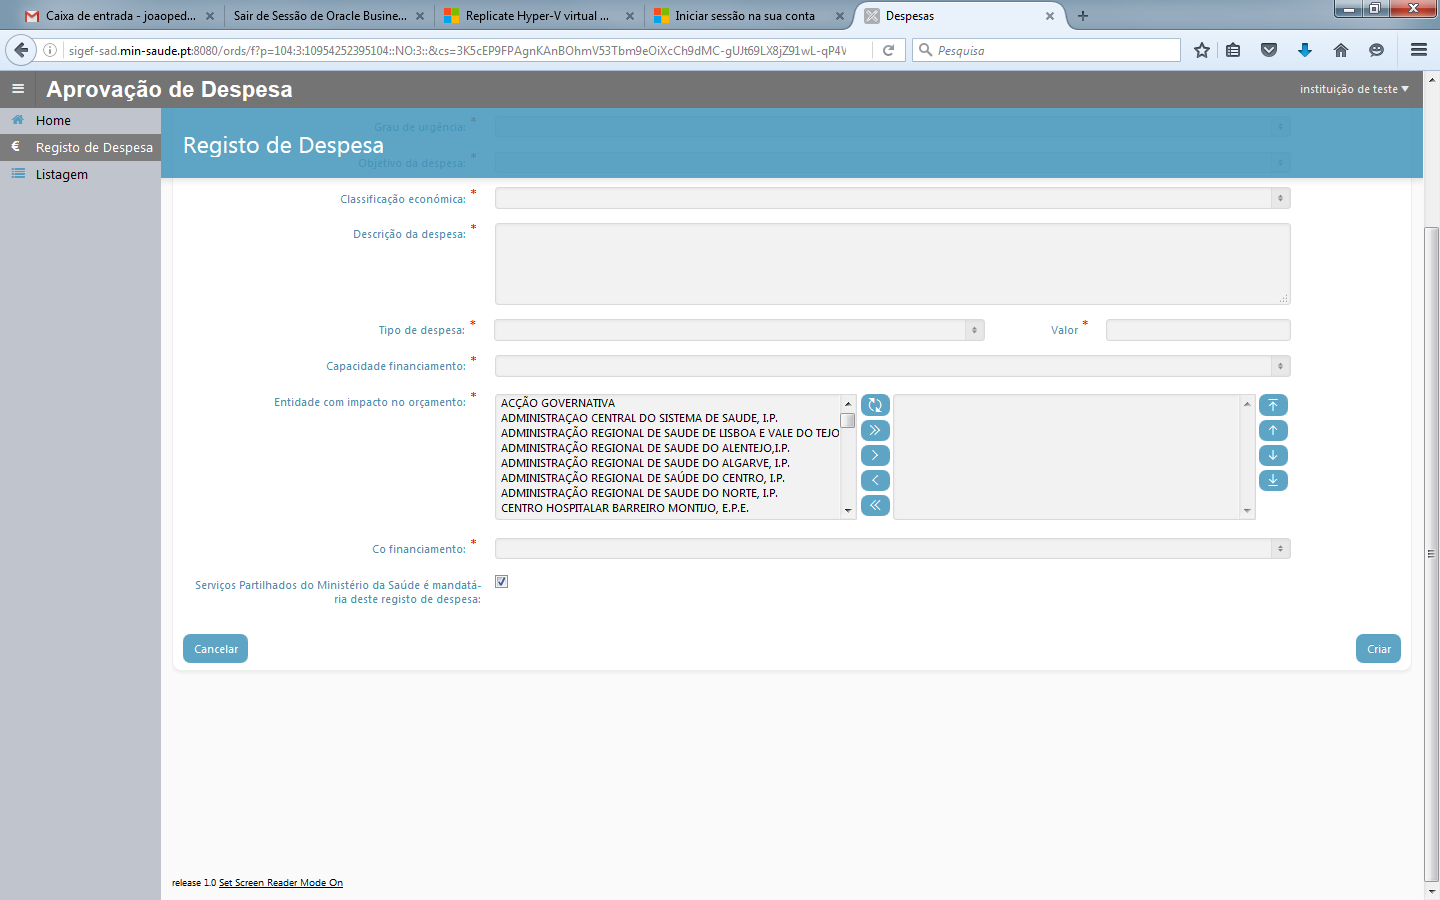 Caixa de entrada - joaoped...
Sair de Sessão de Oracle Busine...
Replicate Hyper-V virtual ...
Iniciar sessão na sua conta
Despesas
sigef-sad.min-saude.pt:8080/ords/f?p=104:3:10954252395104::NO:3::&cs=3K5cEP9FPAgnKAnBOhmV53Tbm9eOiXcCh9dMC-gUJt69LX8jZ91wL-qP4V
Pesquisa
Aprovação de Despesa
instituição de teste
Home
Registo de Despesa
Listagem
Grau de urgência: *
Registo de Despesa
Objetivo da despesa: *
Classificação económica: *
Descrição da despesa: *
Tipo de despesa: *
Valor *
Capacidade financiamento: *
Entidade com impacto no orçamento: *
ACÇÃO GOVERNATIVA
ADMINISTRAÇAO CENTRAL DO SISTEMA DE SAUDE, I.P.
ADMINISTRAÇÃO REGIONAL DE SAUDE DE LISBOA E VALE DO TEJO
ADMINISTRAÇÃO REGIONAL DE SAUDE DO ALENTEJO,I.P.
ADMINISTRAÇÃO REGIONAL DE SAUDE DO ALGARVE, I.P.
ADMINISTRAÇÃO REGIONAL DE SAÚDE DO CENTRO, I.P.
ADMINISTRAÇÃO REGIONAL DE SAUDE DO NORTE, I.P.
CENTRO HOSPITALAR BARREIRO MONTIJO, E.P.E.
Co financiamento: *
Serviços Partilhados do Ministério da Saúde é mandatá-
ria deste registo de despesa:
Cancelar
Criar
release 1.0 Set Screen Reader Mode On